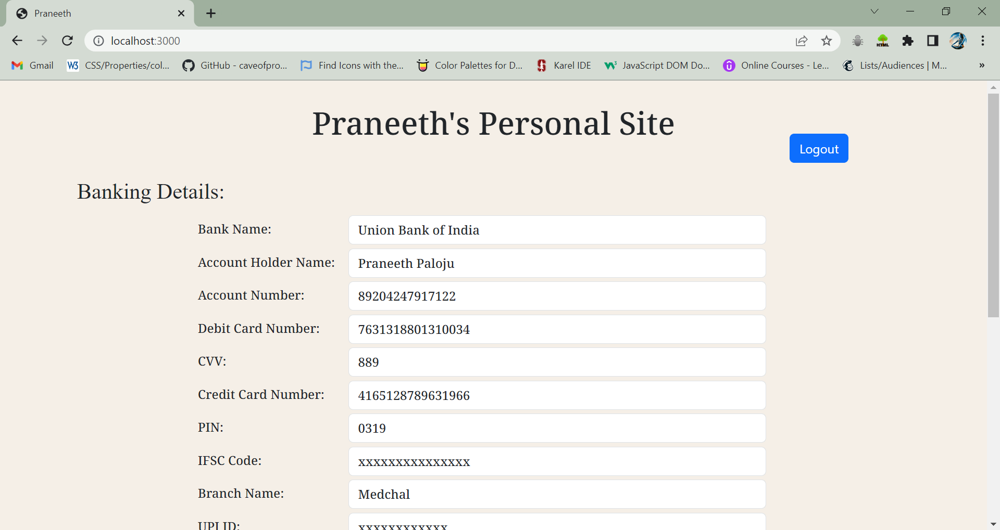 Praneeth
localhost:3000
Gmail
CSS/Properties/col...
GitHub - caveofpro...
Find Icons with the...
Color Palettes for D...
Karel IDE
JavaScript DOM Do...
Online Courses - Le...
Lists/Audiences | M...
»
Praneeth's Personal Site
Logout
Banking Details:
Bank Name: Union Bank of India
Account Holder Name: Praneeth Paloju
Account Number: 89204247917122
Debit Card Number: 7631318801310034
CVV: 889
Credit Card Number: 4165128789631966
PIN: 0319
IFSC Code: xxxxxxxxxxxxxxx
Branch Name: Medchal
UPI ID: xxxxxxxxxxxx